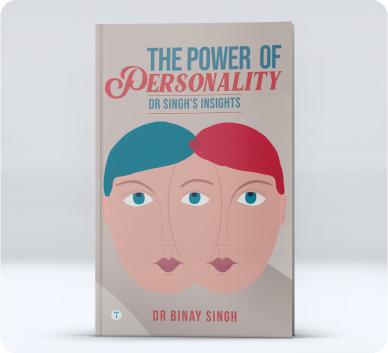 THE POWER OF
PERSONALITY
DR SINGH'S INSIGHTS
DR BINAY SINGH